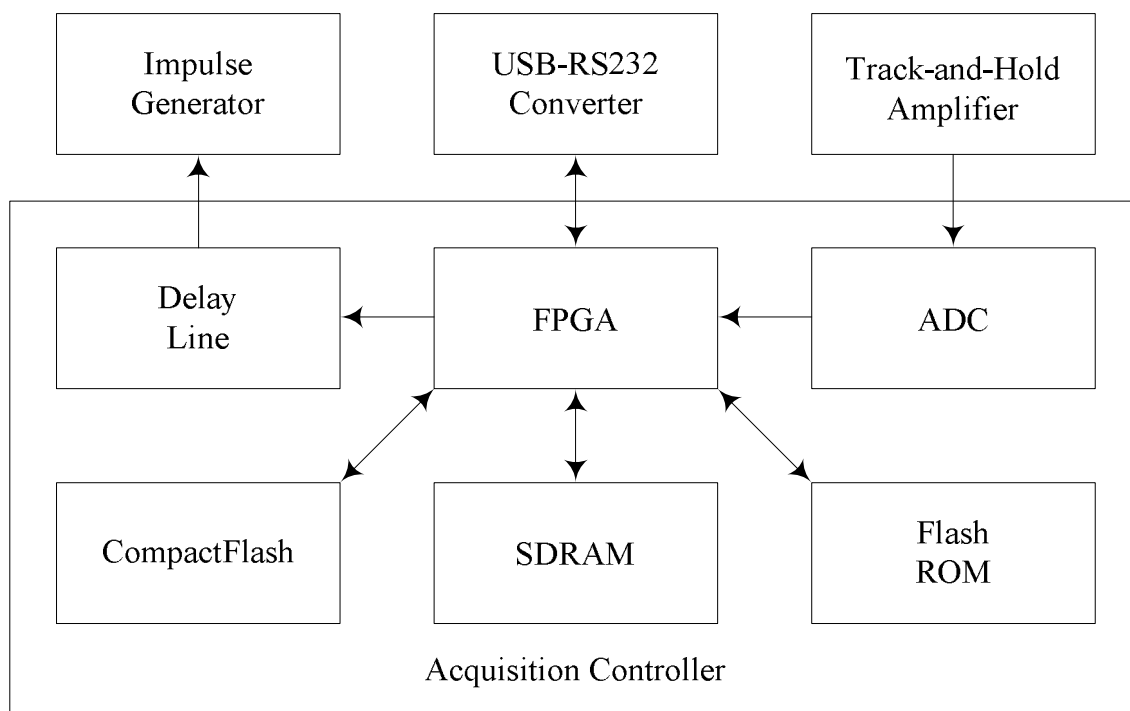 Impulse
Generator
USB-RS232
Converter
Track-and-Hold
Amplifier
Delay
Line
FPGA
ADC
CompactFlash
SDRAM
Flash
ROM
Acquisition Controller